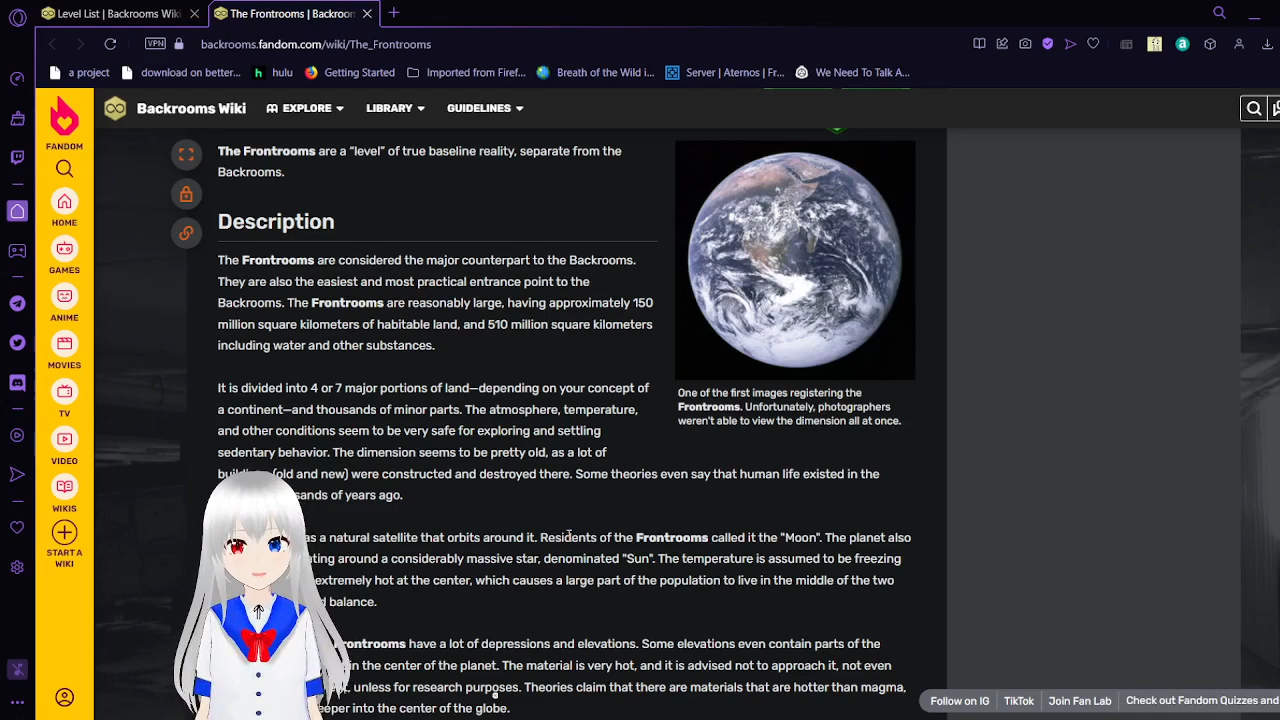 Level List | Backrooms Wiki
The Frontrooms | Backroon
backrooms.fandom.com/wiki/The_Frontrooms
VPN
a project
download on better...
hulu
Getting Started
Imported from Firef...
Breath of the Wild i...
Server | Aternos | Fr...
We Need To Talk A...
FANDOM
HOME
GAMES
ANIME
MOVIES
TV
VIDEO
WIKIS
START A
WIKI
Backrooms Wiki
EXPLORE
LIBRARY
GUIDELINES
The Frontrooms are a "level" of true baseline reality, separate from the
Backrooms.
Description
The Frontrooms are considered the major counterpart to the Backrooms.
They are also the easiest and most practical entrance point to the
Backrooms. The Frontrooms are reasonably large, having approximately 150
million square kilometers of habitable land, and 510 million square kilometers
including water and other substances.
It is divided into 4 or 7 major portions of land—depending on your concept of
a continent—and thousands of minor parts. The atmosphere, temperature,
and other conditions seem to be very safe for exploring and settling
sedentary behavior. The dimension seems to be pretty old, as a lot of
(old and new) were constructed and destroyed there. Some theories even say that human life existed in the
sands of years ago.
as a natural satellite that orbits around it. Residents of the Frontrooms called it the "Moon". The planet also
ting around a considerably massive star, denominated "Sun". The temperature is assumed to be freezing
extremely hot at the center, which causes a large part of the population to live in the middle of the two
d balance.
rontrooms have a lot of depressions and elevations. Some elevations even contain parts of the
in the center of the planet. The material is very hot, and it is advised not to approach it, not even
, unless for research purposes. Theories claim that there are materials that are hotter than magma,
eper into the center of the globe.
One of the first images registering the
Frontrooms. Unfortunately, photographers
weren't able to view the dimension all at once.
Follow on IG
TikTok
Join Fan Lab
Check out Fandom Quizzes and